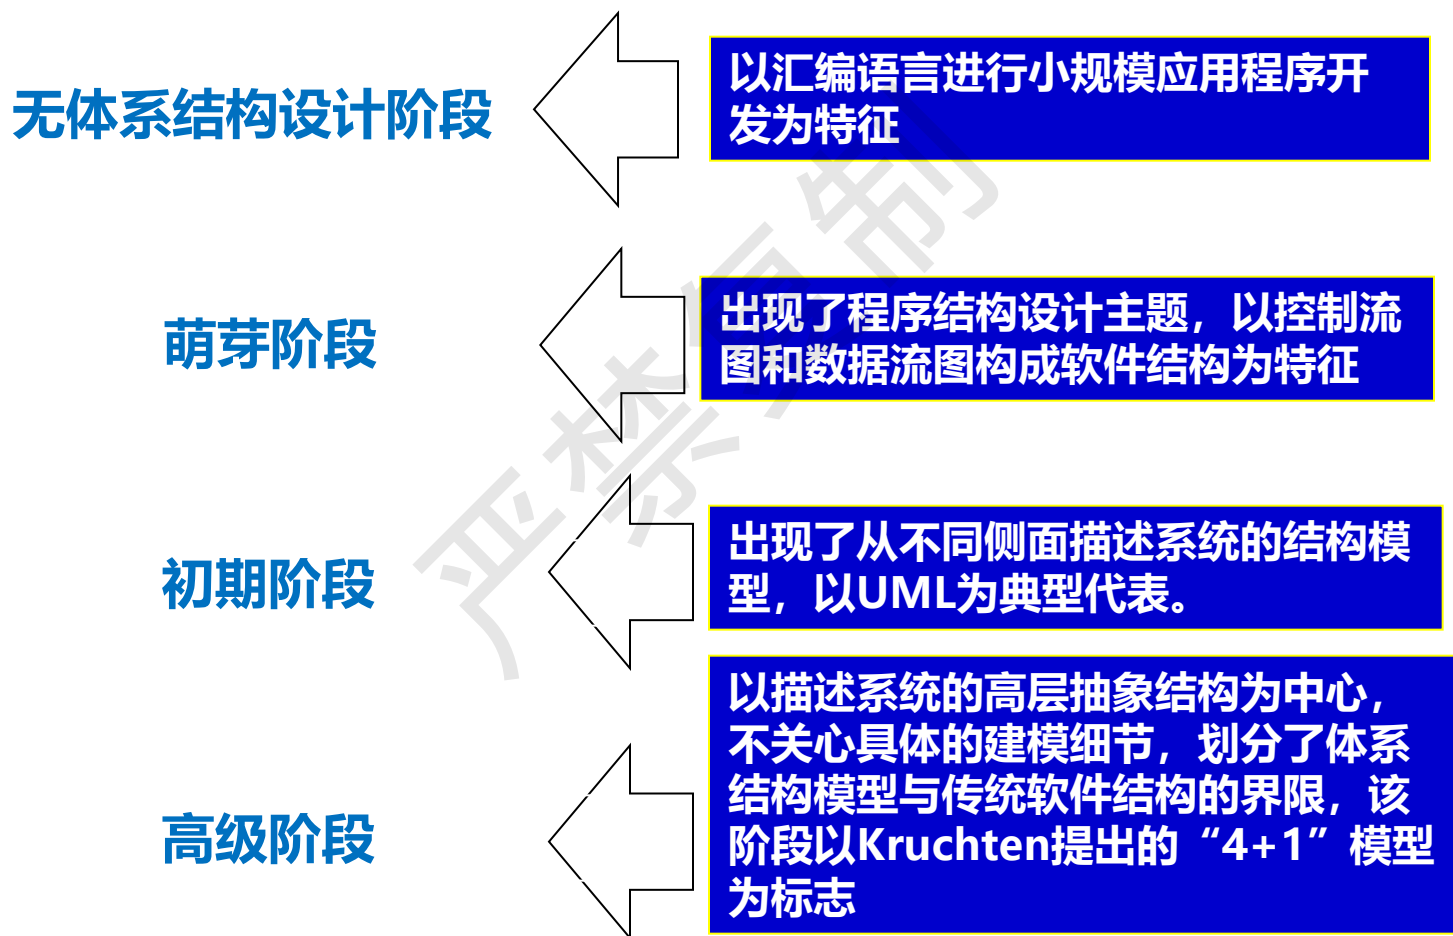 无体系结构设计阶段
以汇编语言进行小规模应用程序开
发为特征
萌芽阶段
出现了程序结构设计主题，以控制流
图和数据流图构成软件结构为特征
初期阶段
出现了从不同侧面描述系统的结构模
型，以UML为典型代表。
高级阶段
以描述系统的高层抽象结构为中心，
不关心具体的建模细节，划分了体系
结构模型与传统软件结构的界限，该
阶段以Kruchten提出的“4+1”模型
为标志
严禁复制